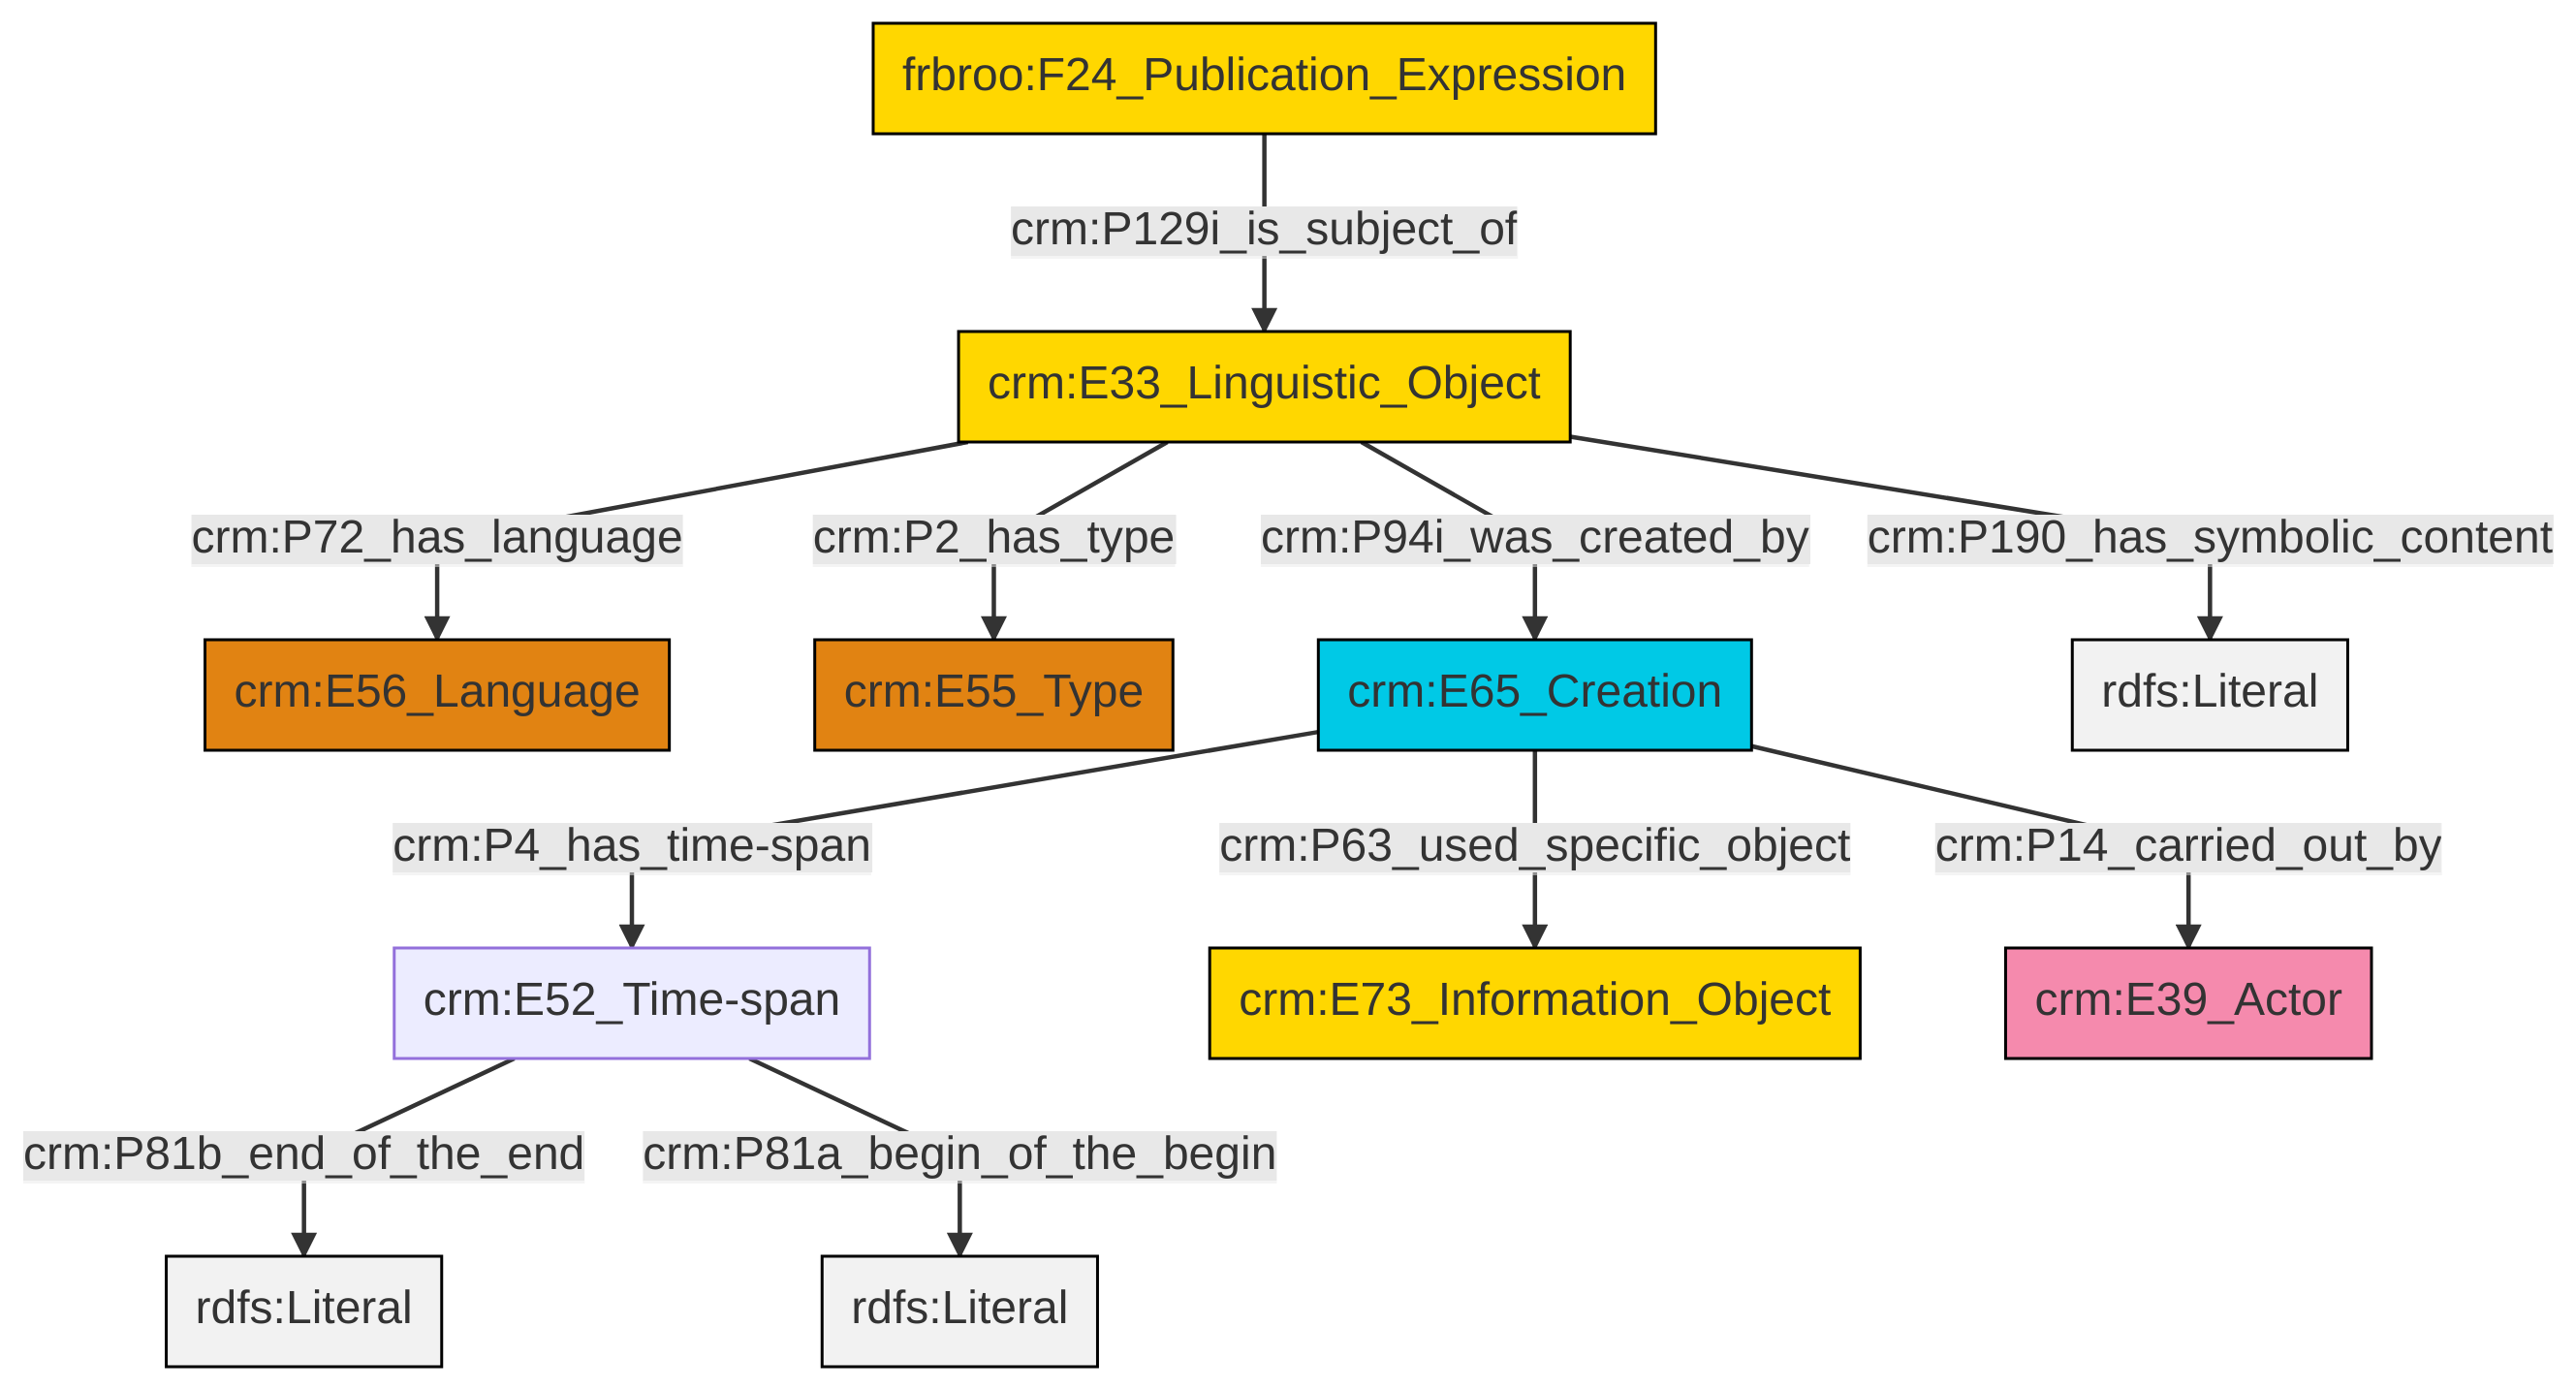 frbroo:F24_Publication_Expression
crm:P129i_is_subject_of
crm:E33_Linguistic_Object
crm:P72_has_language
crm:P2_has_type
crm:P94i_was_created_by
crm:P190_has_symbolic_content
crm:E56_Language
crm:E55_Type
crm:E65_Creation
rdfs:Literal
crm:P4_has_time-span
crm:P63_used_specific_object
crm:P14_carried_out_by
crm:E52_Time-span
crm:E73_Information_Object
crm:E39_Actor
crm:P81b_end_of_the_end
crm:P81a_begin_of_the_begin
rdfs:Literal
rdfs:Literal